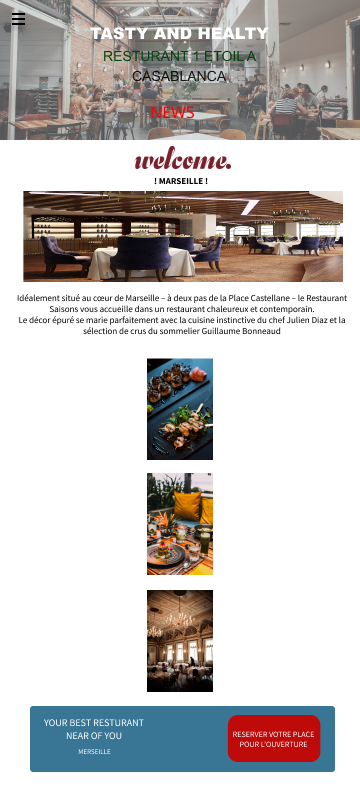 TASTY AND HEALTY
RESTURANT 1 ETOILA
CASABLANCA
NEWS
welcome.
! MARSEILLE !
Idéalement situé au cœur de Marseille – à deux pas de la Place Castellane – le Restaurant
Saisons vous accueille dans un restaurant chaleureux et contemporain.
Le décor épuré se marie parfaitement avec la cuisine instinctive du chef Julien Diaz et la
sélection de crus du sommelier Guillaume Bonneaud
YOUR BEST RESTURANT
NEAR OF YOU
MERSEILLE
RESERVER VOTRE PLACE
POUR L'OUVERTURE